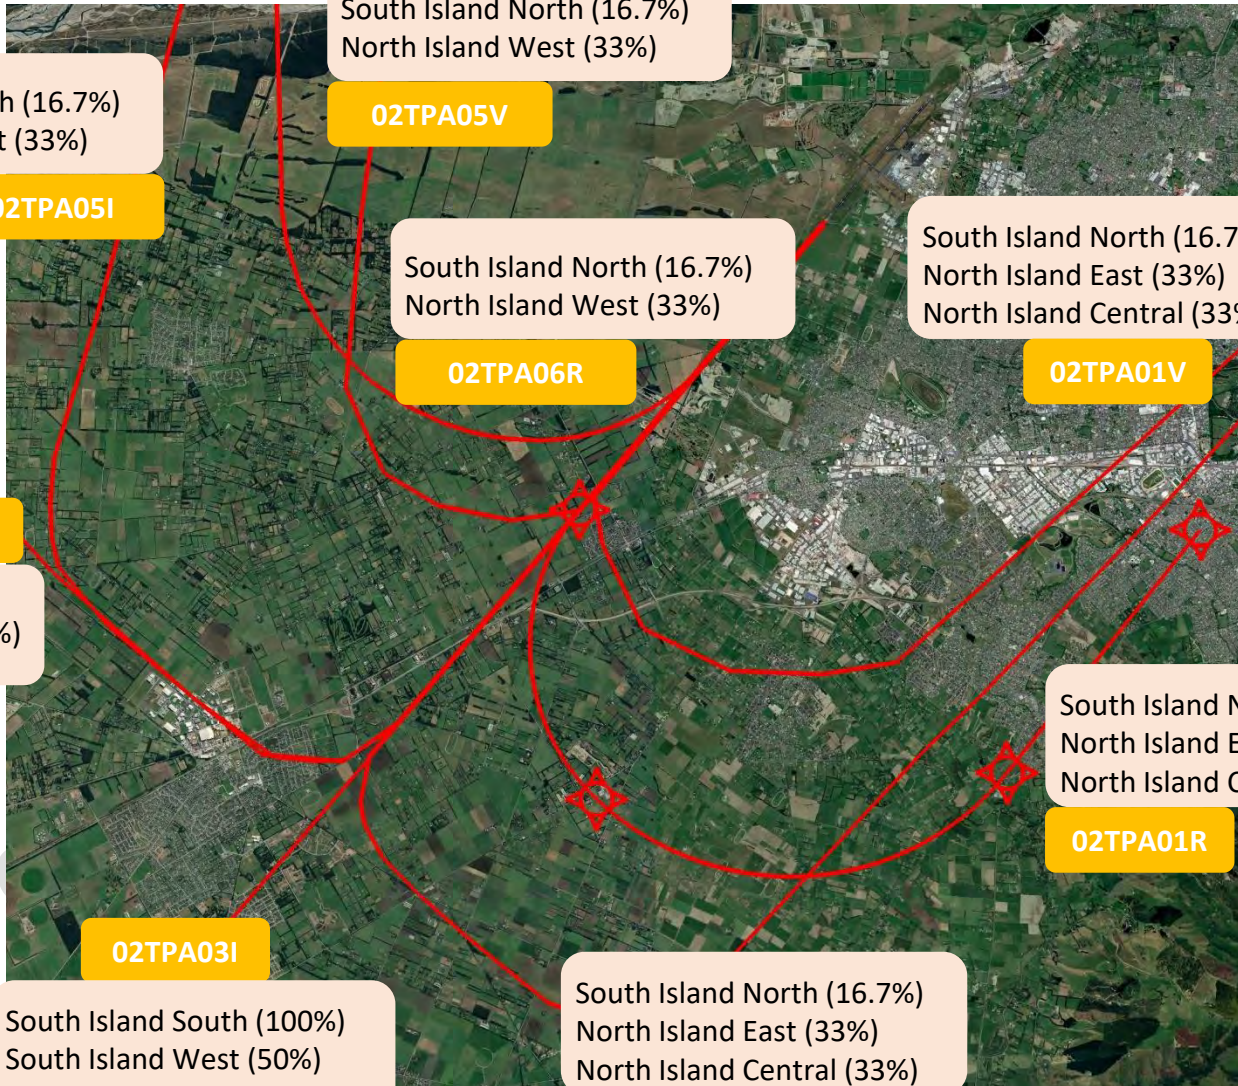 South Island North (16.7%)
North Island West (33%)
02TPA05V
(16.7%)
(33%)
02TPA05I
South Island North (16.7%)
North Island West (33%)
02TPA06R
South Island North (16.7
North Island East (33%)
North Island Central (33%
02TPA01V
%)
South Island N
North Island E
North Island C
02TPA01R
02TPA03I
South Island South (100%)
South Island West (50%)
South Island North (16.7%)
North Island East (33%)
North Island Central (33%)